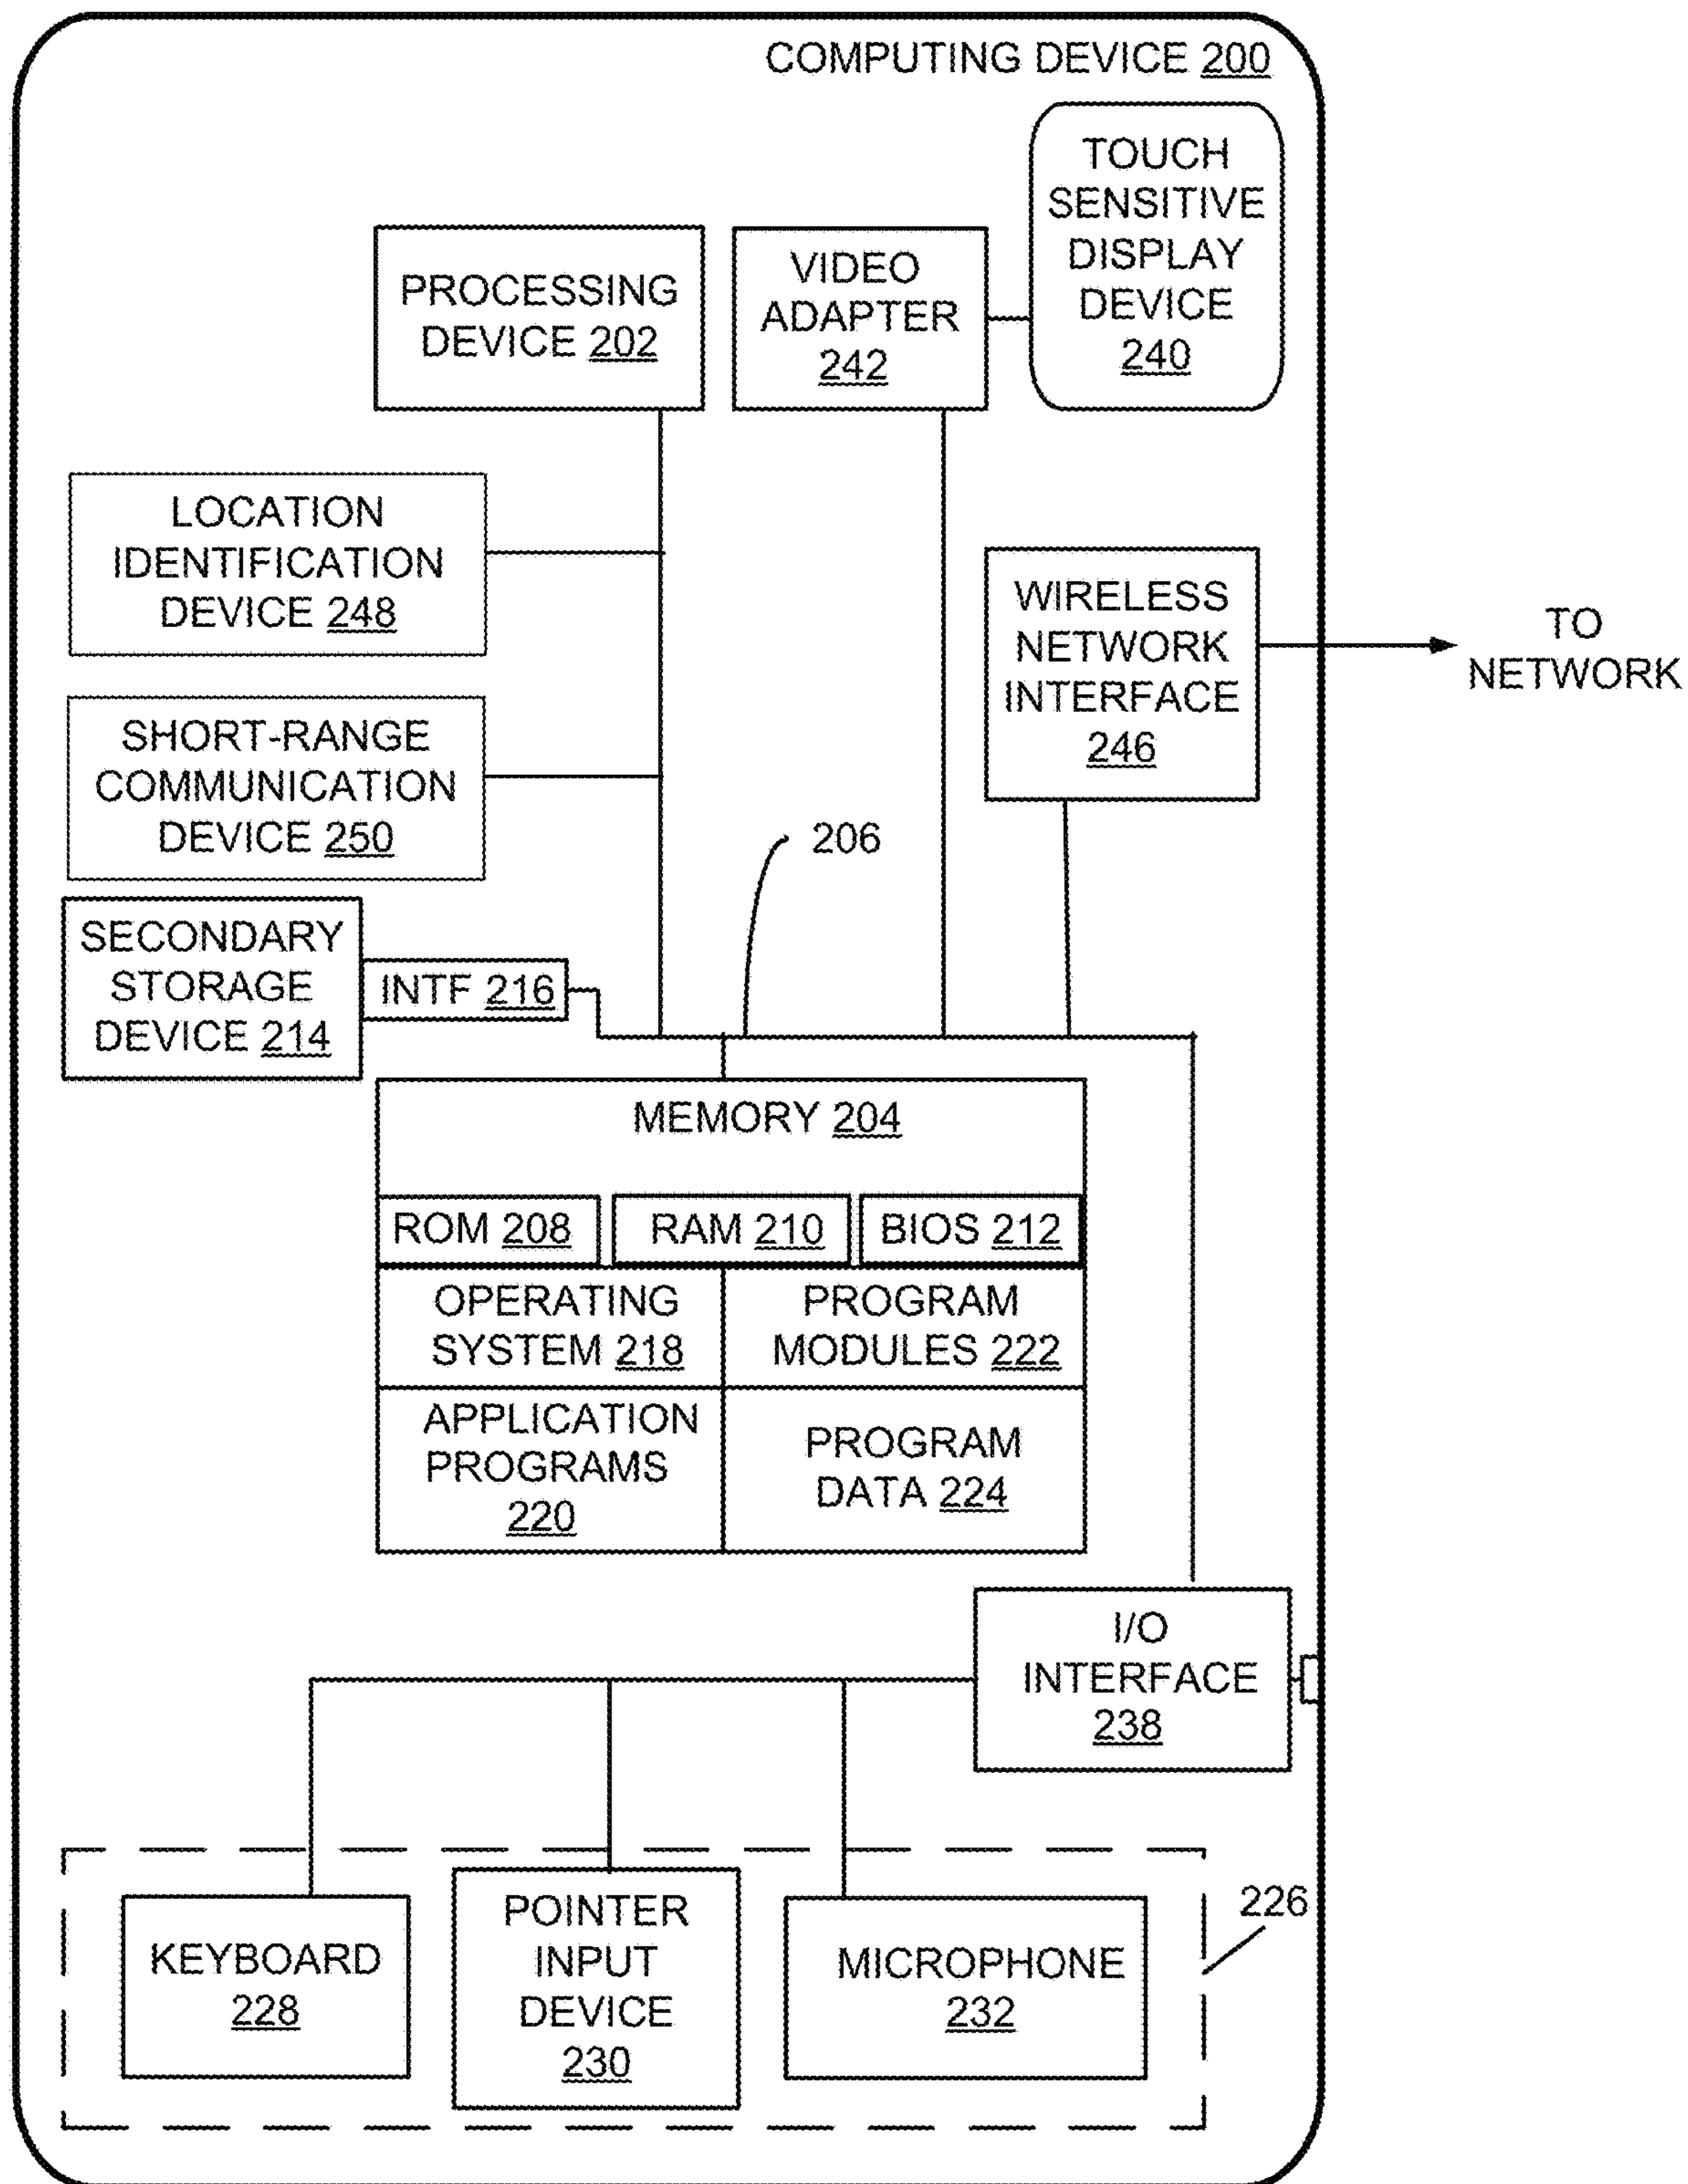 COMPUTING DEVICE 200
TOUCH
SENSITIVE
DISPLAY
DEVICE
240
PROCESSING
DEVICE 202
VIDEO
ADAPTER
242
LOCATION
IDENTIFICATION
DEVICE 248
WIRELESS
NETWORK
INTERFACE
246
TO
NETWORK
SHORT-RANGE
COMMUNICATION
DEVICE 250
206
SECONDARY
STORAGE
DEVICE 214
INTF 216
MEMORY 204
ROM 208
RAM 210
BIOS 212
OPERATING
SYSTEM 218
PROGRAM
MODULES 222
APPLICATION
PROGRAMS
220
PROGRAM
DATA 224
I/O
INTERFACE
238
226
KEYBOARD
228
POINTER
INPUT
DEVICE
230
MICROPHONE
232